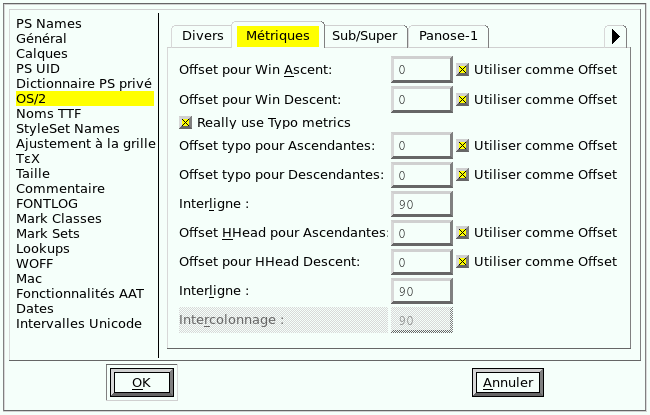 PS Names
Général
Calques
PS UID
Dictionnaire PS privé
OS/2
Noms TTF
StyleSet Names
Ajustement à la grille
ΤεΧ
Taille
Commentaire
FONTLOG
Mark Classes
Mark Sets
Lookups
WOFF
Mac
Fonctionnalités AAT
Dates
Intervalles Unicode
Divers Métriques Sub/Super Panose-1
Offset pour Win Ascent: 0 Utiliser comme Offset
Offset pour Win Descent: 0 Utiliser comme Offset
Really use Typo metrics
Offset typo pour Ascendantes: 0 Utiliser comme Offset
Offset typo pour Descendantes: 0 Utiliser comme Offset
Interligne : 90
Offset HHead pour Ascendantes: 0 Utiliser comme Offset
Offset pour HHead Descent: 0 Utiliser comme Offset
Interligne : 90
Intercolonnage : 90
OK Annuler